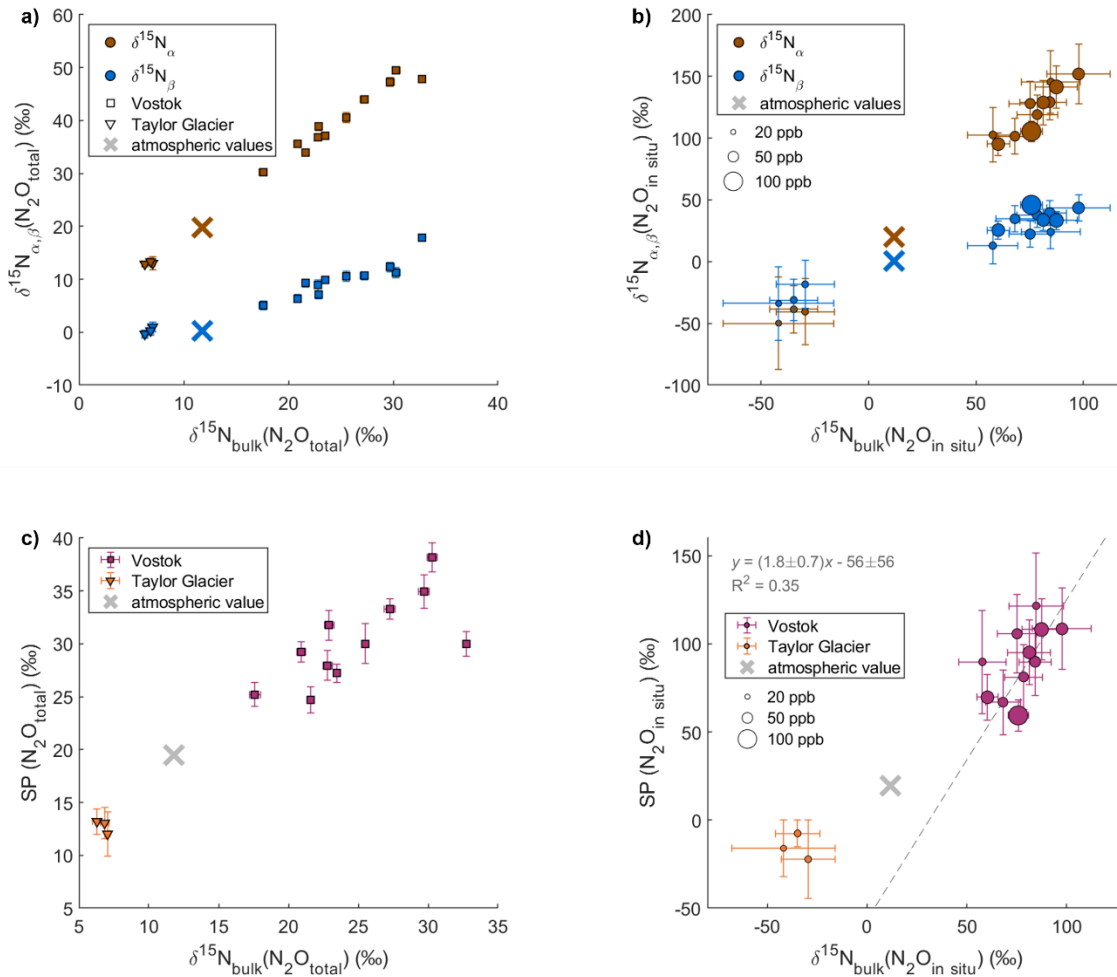 a)
60
50
40
30
20
10
0
-10
δ¹⁵Nα,β(N₂Ototal) (‰)
δ¹⁵Nα
δ¹⁵Nβ
Vostok
Taylor Glacier
atmospheric values
0 10 20 30 40
δ¹⁵Nbulk(N₂Ototal) (‰)
b)
200
150
100
50
0
-50
-100
δ¹⁵Nα,β(N₂Oin situ) (‰)
δ¹⁵Nα
δ¹⁵Nβ
atmospheric values
20 ppb
50 ppb
100 ppb
-50 0 50 100
δ¹⁵Nbulk(N₂Oin situ) (‰)
c)
40
35
30
25
20
15
10
5
SP (N₂Ototal) (‰)
Vostok
Taylor Glacier
atmospheric value
5 10 15 20 25 30 35
δ¹⁵Nbulk(N₂Ototal) (‰)
d)
150
100
50
0
-50
SP (N₂Oin situ) (‰)
y = (1.8±0.7)x - 56±56
R² = 0.35
Vostok
Taylor Glacier
atmospheric value
20 ppb
50 ppb
100 ppb
-50 0 50 100
δ¹⁵Nbulk(N₂Oin situ) (‰)